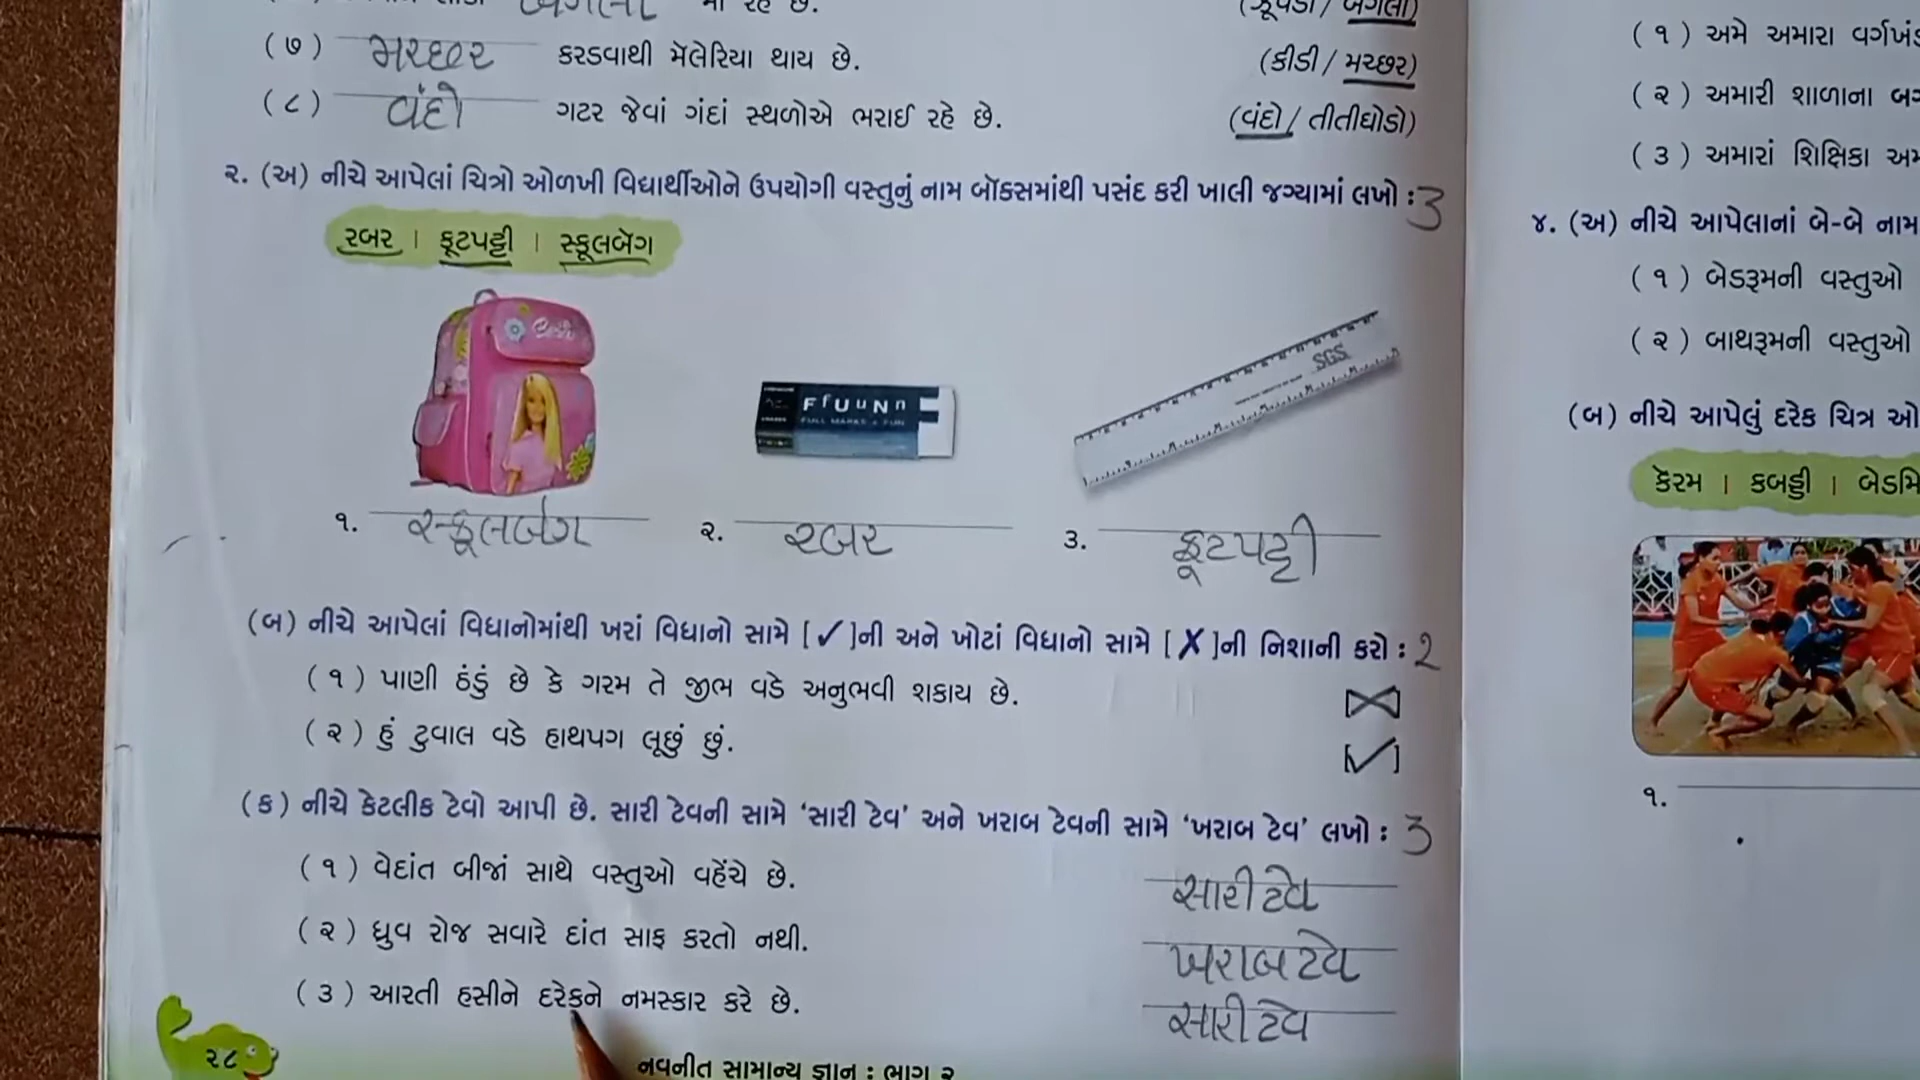 મા રહે છે. (ઝૂંપડી / બંગલો)
(૭) મચ્છર કરડવાથી મૅલેરિયા થાય છે. (કીડી / મચ્છર)
(૮) વંદો ગટર જેવાં ગંદાં સ્થળોએ ભરાઈ રહે છે. (વંદો / તીતીઘોડો)
૨. (અ) નીચે આપેલાં ચિત્રો ઓળખી વિદ્યાર્થીઓને ઉપયોગી વસ્તુનું નામ બૉક્સમાંથી પસંદ કરી ખાલી જગ્યામાં લખો : 3
રબર | ફૂટપટ્ટી | સ્કૂલબૅગ
FfUuNn
SGS
૧. સ્કૂલબૅગ ૨. રબર ૩. ફૂટપટ્ટી
(બ) નીચે આપેલાં વિધાનોમાંથી ખરાં વિધાનો સામે [✓]ની અને ખોટાં વિધાનો સામે [✗]ની નિશાની કરો : 2
(૧) પાણી ઠંડું છે કે ગરમ તે જીભ વડે અનુભવી શકાય છે. [✗]
(૨) હું ટુવાલ વડે હાથપગ લૂછું છું. [✓]
(ક) નીચે કેટલીક ટેવો આપી છે. સારી ટેવની સામે ‘સારી ટેવ’ અને ખરાબ ટેવની સામે ‘ખરાબ ટેવ’ લખો : 3
(૧) વેદાંત બીજાં સાથે વસ્તુઓ વહેંચે છે. સારી ટેવ
(૨) ધ્રુવ રોજ સવારે દાંત સાફ કરતો નથી. ખરાબ ટેવ
(૩) આરતી હસીને દરેકને નમસ્કાર કરે છે. સારી ટેવ
૨૮ નવનીત સામાન્ય જ્ઞાન : ભાગ ૨
(૧) અમે અમારા વર્ગખંડ
(૨) અમારી શાળાના
(૩) અમારાં શિક્ષિકા
૪. (અ) નીચે આપેલાનાં બે-બે નામ
(૧) બેડરૂમની વસ્તુઓ
(૨) બાથરૂમની વસ્તુઓ
(બ) નીચે આપેલું દરેક ચિત્ર
કૅરમ | કબડ્ડી |
૧.